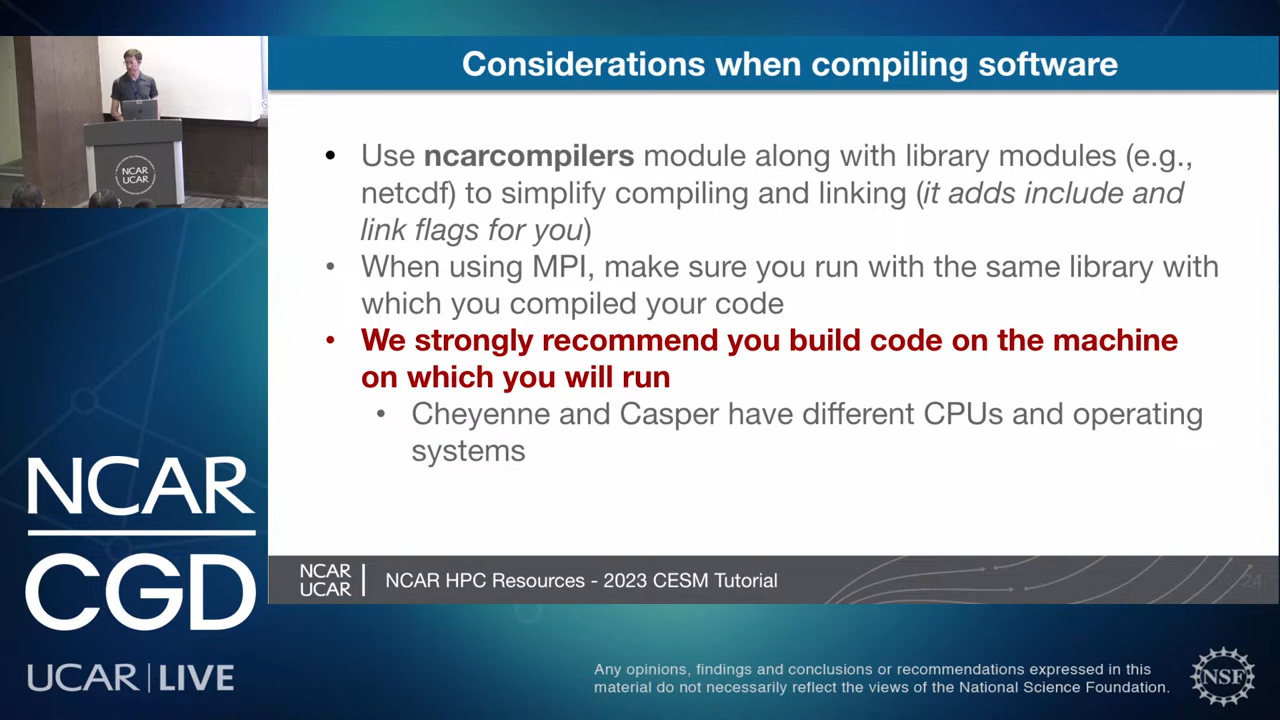 Considerations when compiling software
• Use ncarcompilers module along with library modules (e.g.,
netcdf) to simplify compiling and linking (it adds include and
link flags for you)
• When using MPI, make sure you run with the same library with
which you compiled your code
• We strongly recommend you build code on the machine
on which you will run
• Cheyenne and Casper have different CPUs and operating
systems
NCAR
UCAR
NCAR HPC Resources - 2023 CESM Tutorial
24
NCAR
UCAR
NCAR
CGD
UCAR | LIVE
Any opinions, findings and conclusions or recommendations expressed in this
material do not necessarily reflect the views of the National Science Foundation.
NSF